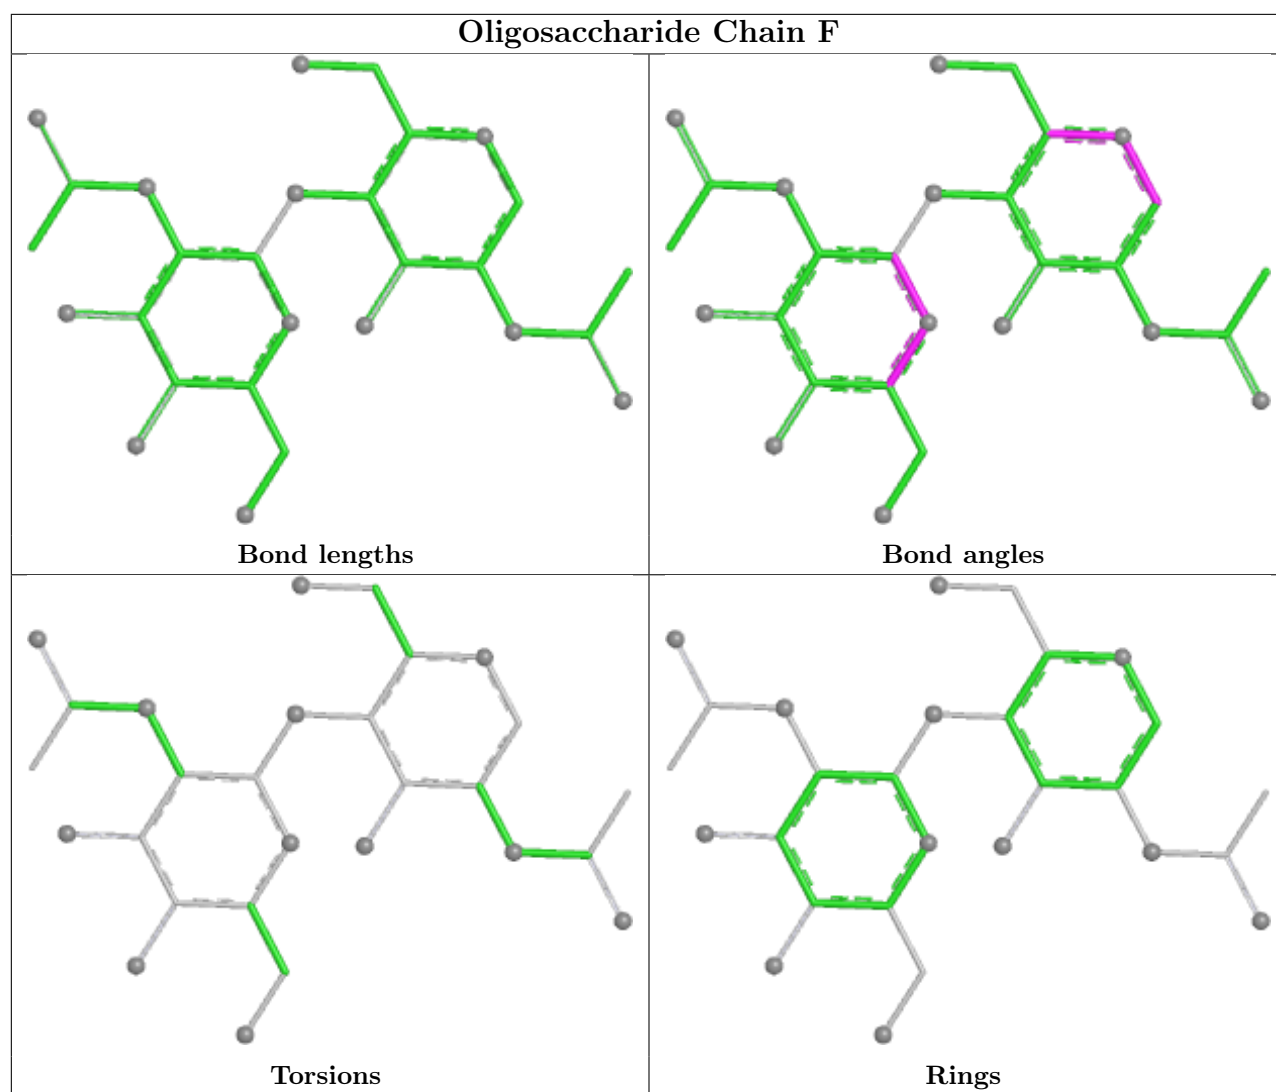 Oligosaccharide Chain F
Bond lengths
Bond angles
Torsions
Rings